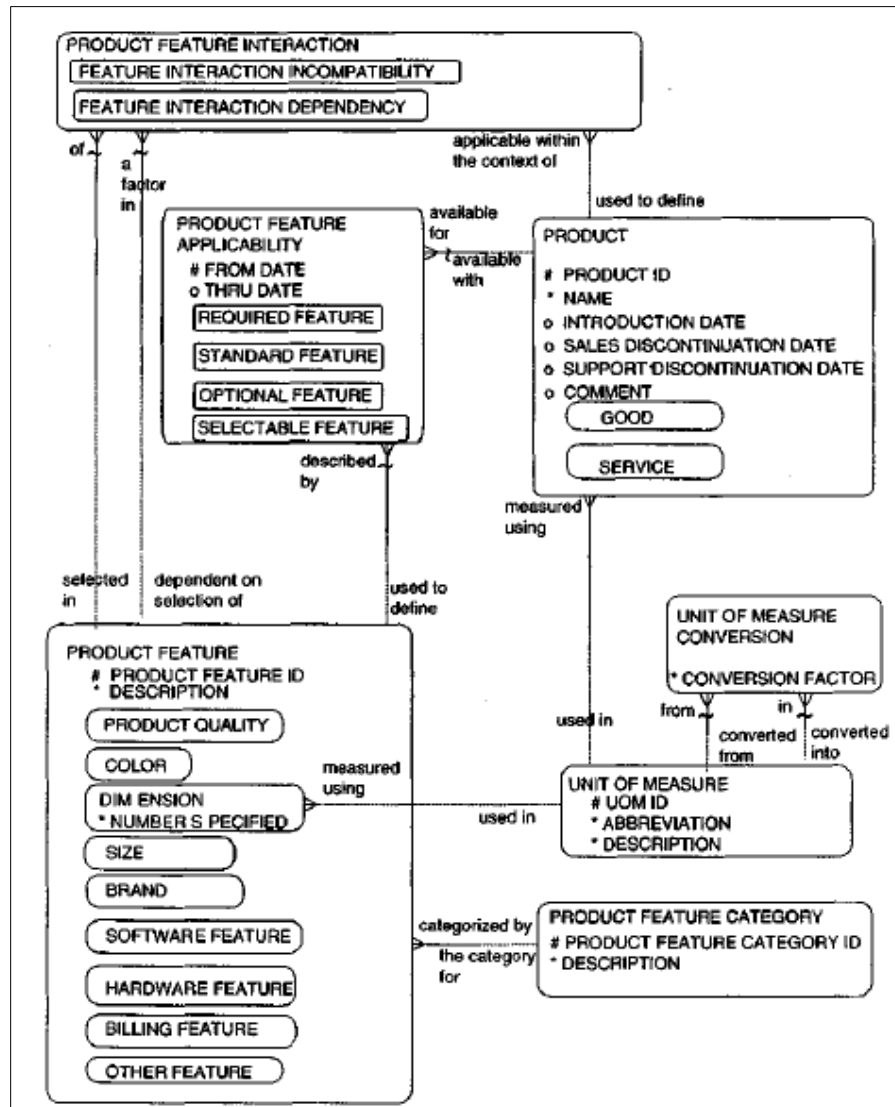 PRODUCT FEATURE INTERACTION
FEATURE INTERACTION INCOMPATIBILITY
FEATURE INTERACTION DEPENDENCY
of
a
factor
in
applicable within
the context of
used to define
PRODUCT FEATURE
APPLICABILITY
# FROM DATE
o THRU DATE
REQUIRED FEATURE
STANDARD FEATURE
OPTIONAL FEATURE
SELECTABLE FEATURE
available
for
available
with
PRODUCT
# PRODUCT ID
* NAME
o INTRODUCTION DATE
o SALES DISCONTINUATION DATE
o SUPPORT DISCONTINUATION DATE
o COMMENT
GOOD
SERVICE
described
by
measured
using
selected
in
dependent on
selection of
used to
define
UNIT OF MEASURE
CONVERSION
* CONVERSION FACTOR
used in
from
in
converted
from
converted
into
PRODUCT FEATURE
# PRODUCT FEATURE ID
* DESCRIPTION
PRODUCT QUALITY
COLOR
DIM ENSION
* NUMBER S PECIFIED
SIZE
BRAND
SOFTWARE FEATURE
HARDWARE FEATURE
BILLING FEATURE
OTHER FEATURE
measured
using
used in
UNIT OF MEASURE
# UOM ID
* ABBREVIATION
* DESCRIPTION
categorized by
the category
for
PRODUCT FEATURE CATEGORY
# PRODUCT FEATURE CATEGORY ID
* DESCRIPTION